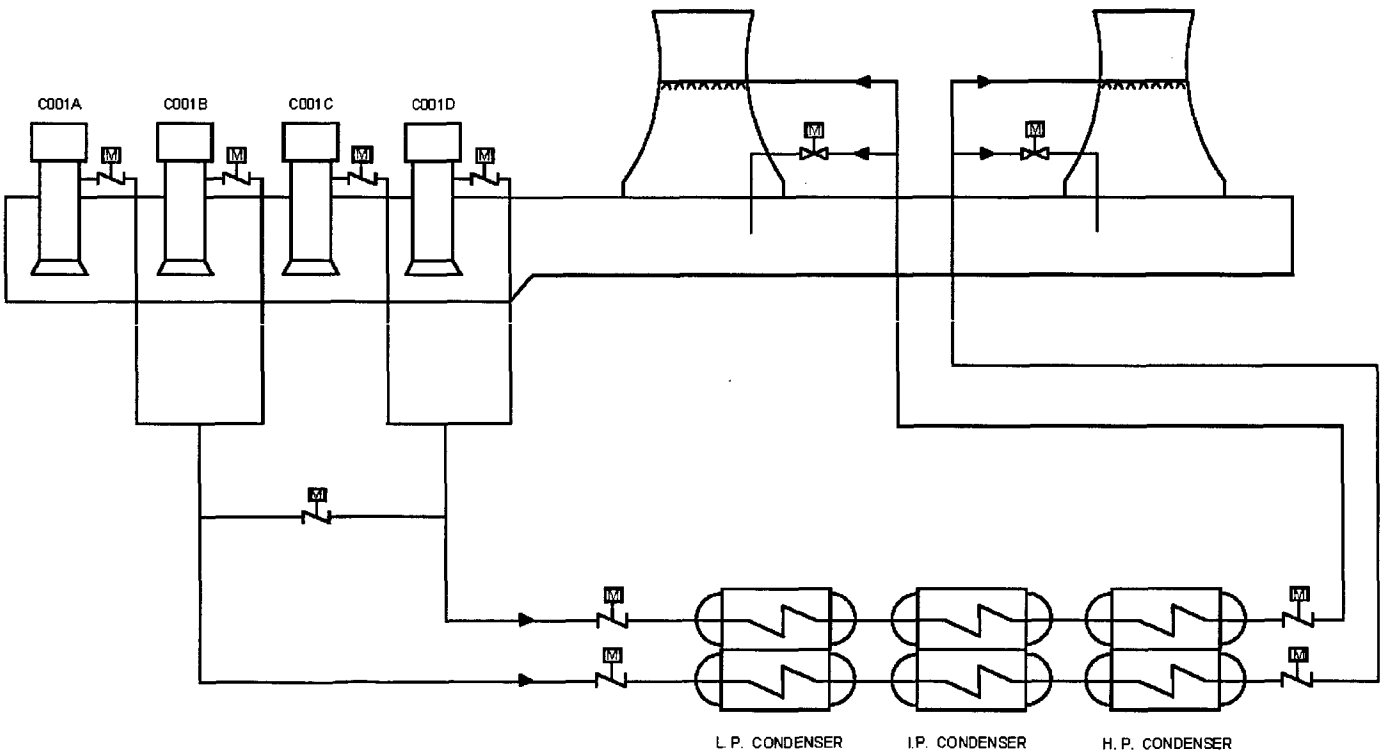 C001A C001B C001C C001D
M M M M
M M
M
M M
M M
L.P. CONDENSER I.P. CONDENSER H.P. CONDENSER